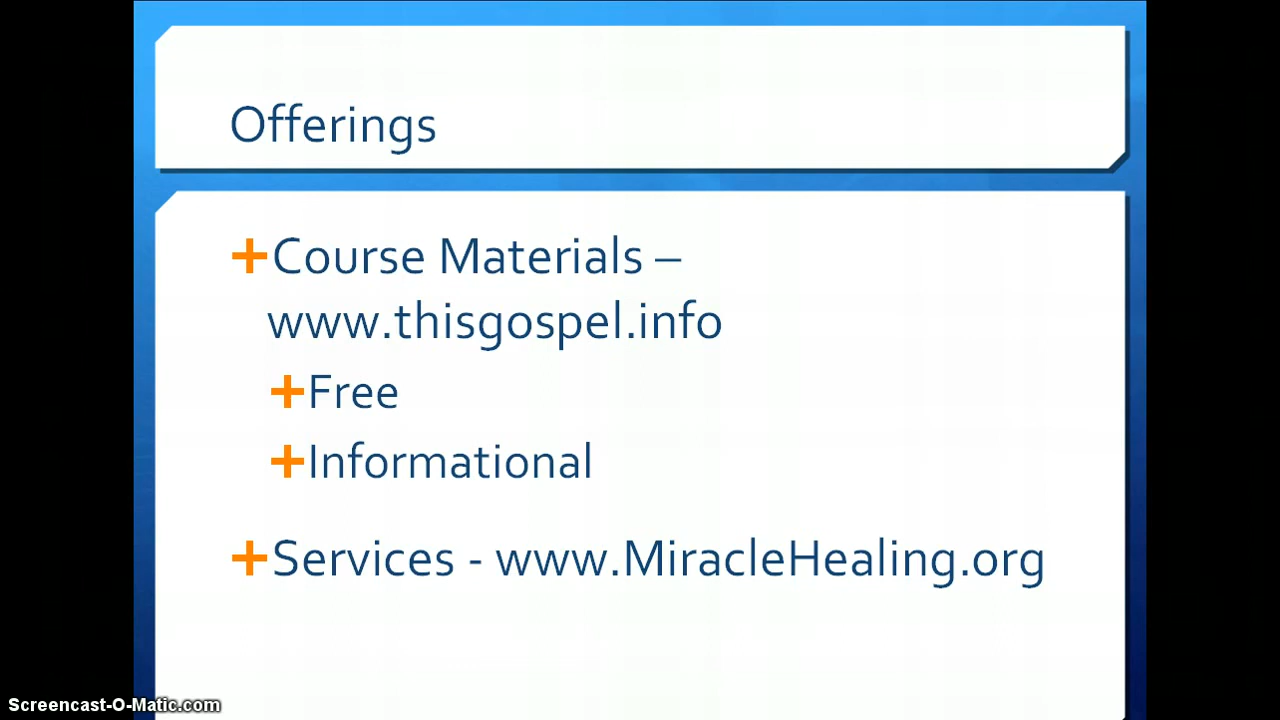 Offerings
Course Materials –
www.thisgospel.info
Free
Informational
Services - www.MiracleHealing.org
Screencast-O-Matic.com